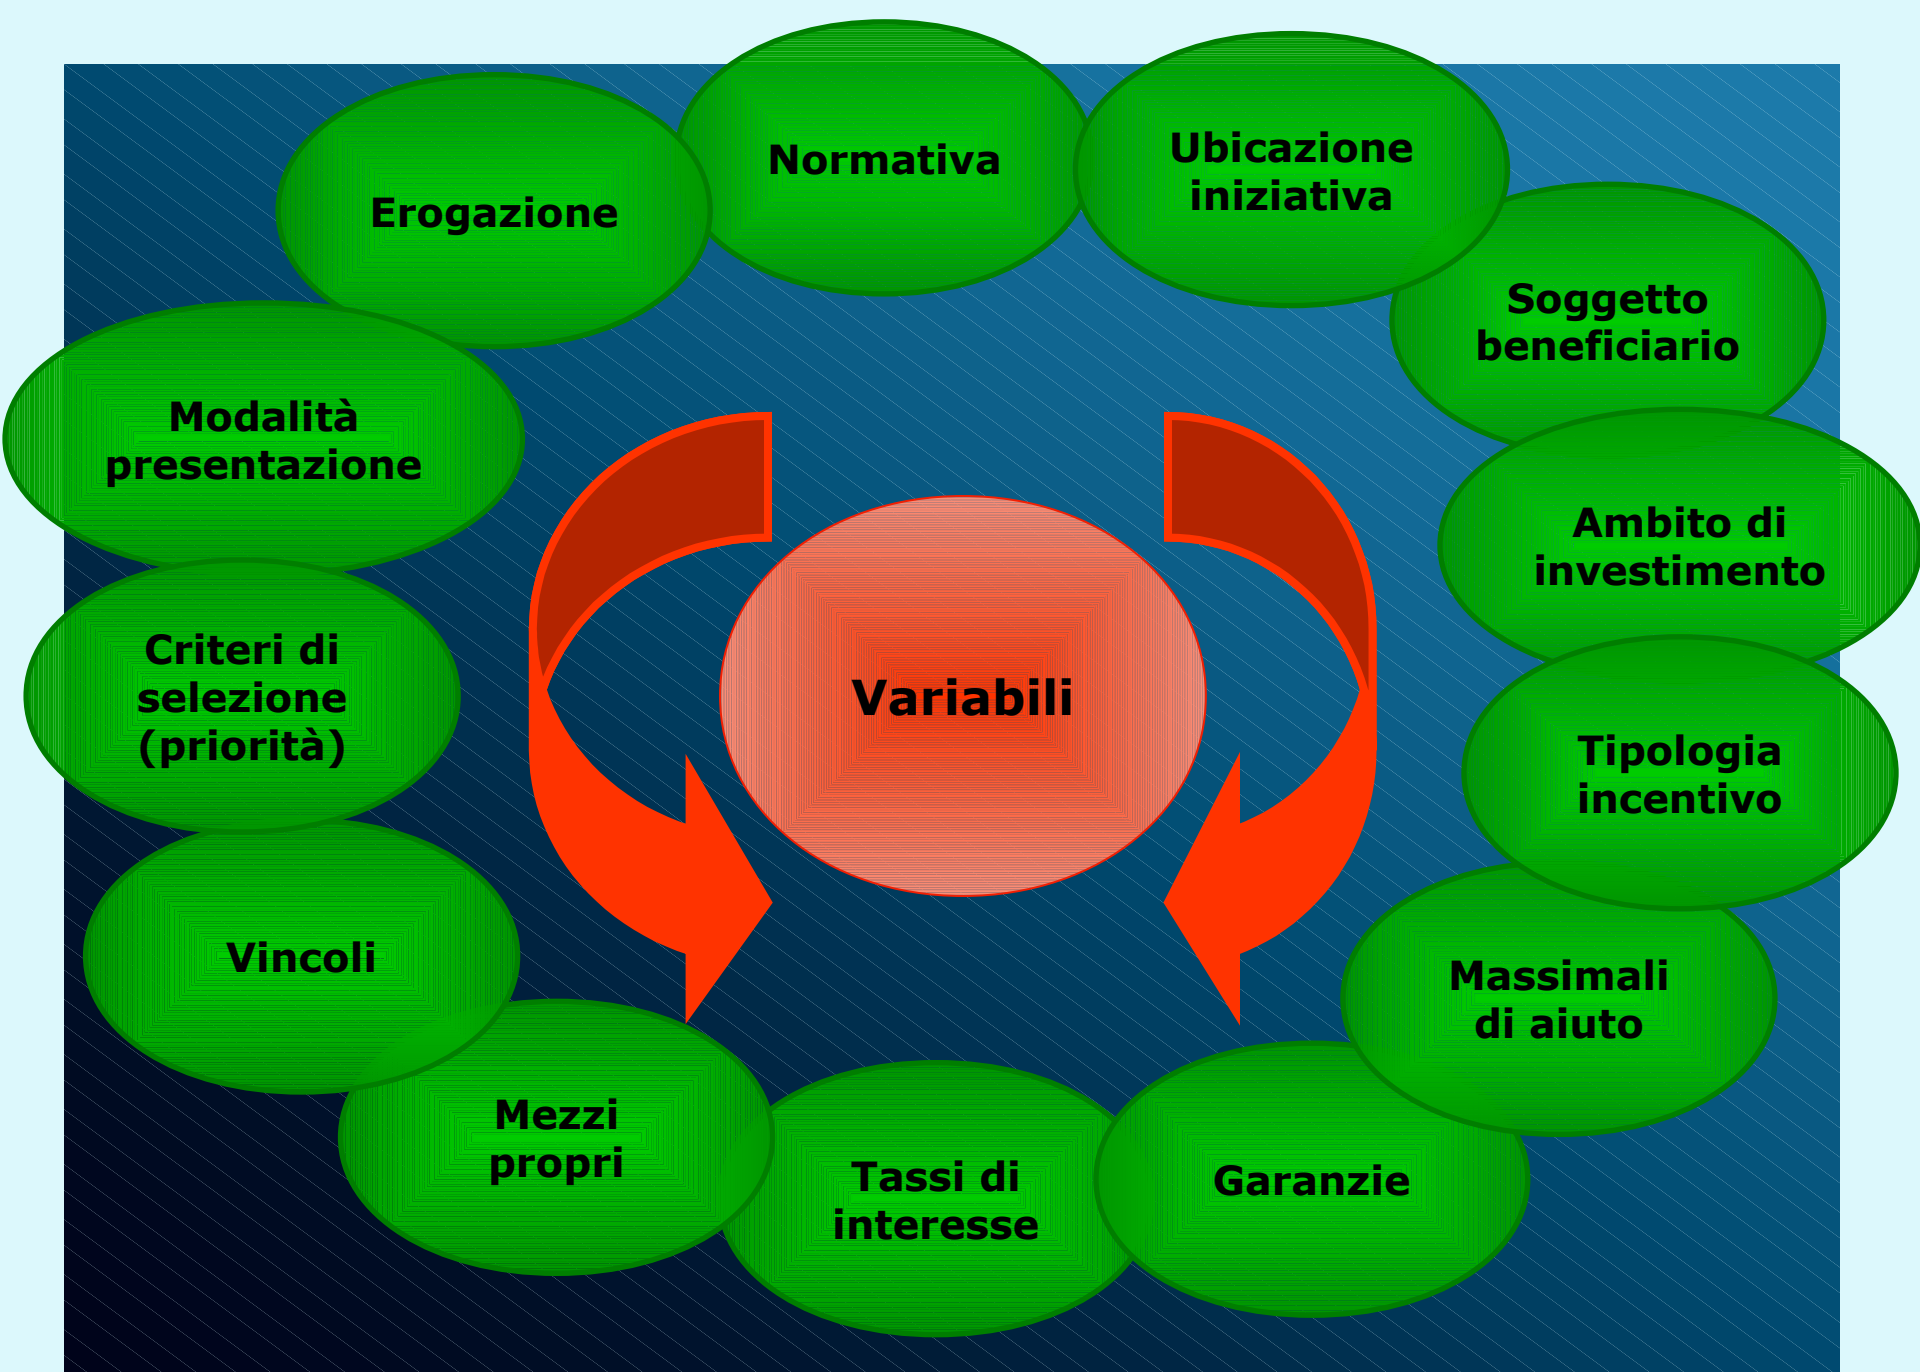 Normativa
Ubicazione
iniziativa
Erogazione
Soggetto
beneficiario
Modalità
presentazione
Ambito di
investimento
Criteri di
selezione
(priorità)
Variabili
Tipologia
incentivo
Vincoli
Massimali
di aiuto
Mezzi
propri
Tassi di
interesse
Garanzie